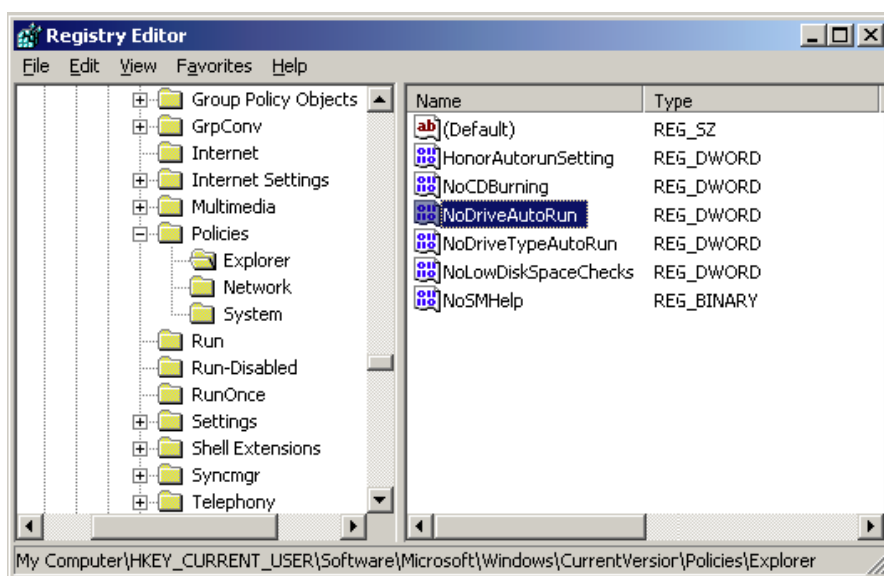 Registry Editor
File Edit View Favorites Help
Group Policy Objects
GrpConv
Internet
Internet Settings
Multimedia
Policies
Explorer
Network
System
Run
Run-Disabled
RunOnce
Settings
Shell Extensions
Syncmgr
Telephony
Name Type
ab (Default) REG_SZ
HonorAutorunSetting REG_DWORD
NoCDBurning REG_DWORD
NoDriveAutoRun REG_DWORD
NoDriveTypeAutoRun REG_DWORD
NoLowDiskSpaceChecks REG_DWORD
NoSMHelp REG_BINARY
My Computer\HKEY_CURRENT_USER\Software\Microsoft\Windows\CurrentVersion\Policies\Explorer